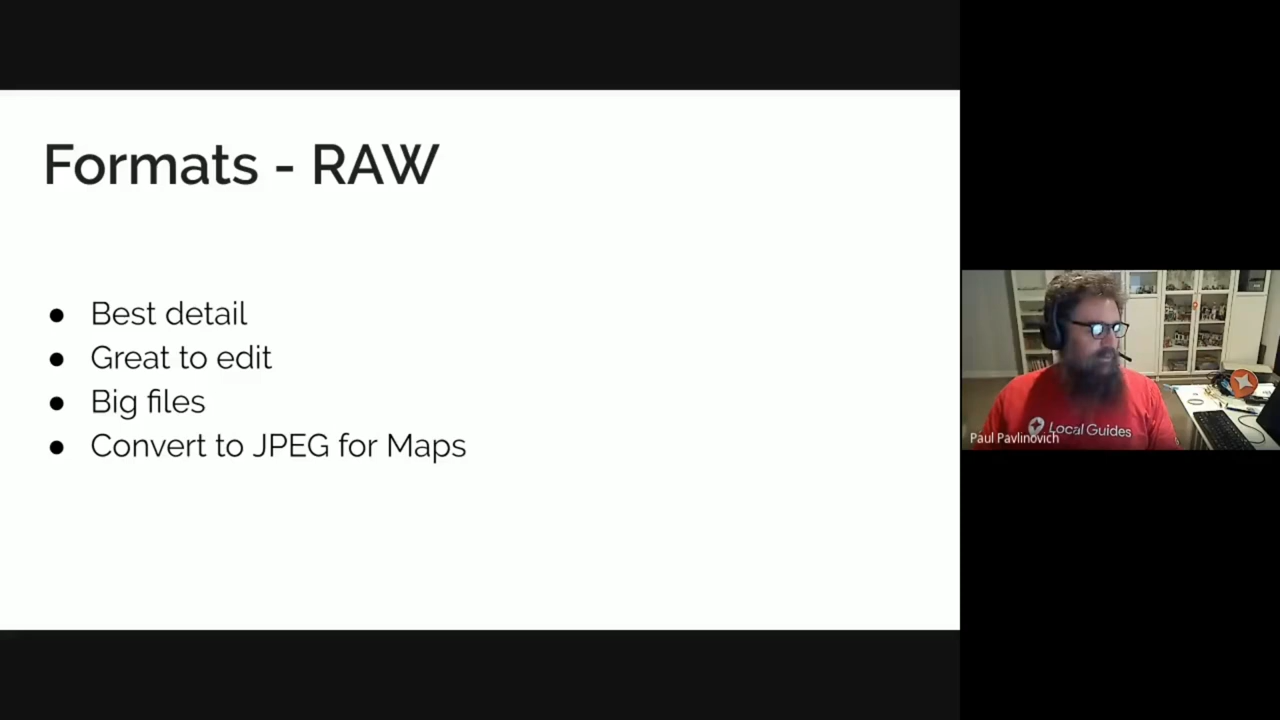 Formats - RAW
● Best detail
● Great to edit
● Big files
● Convert to JPEG for Maps
Local Guides
Paul Pavlinovich